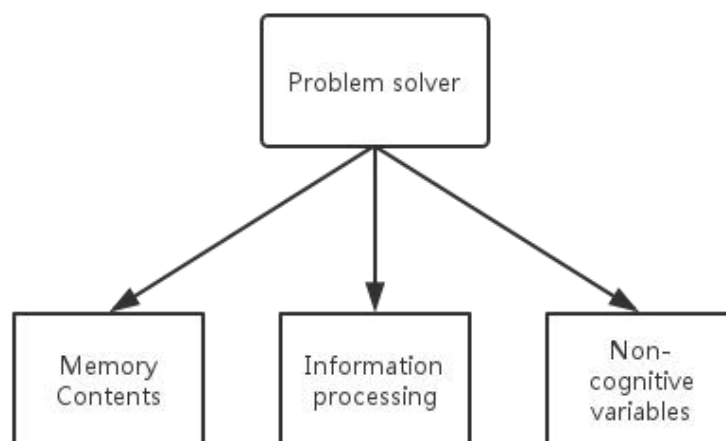 Problem solver
Memory
Contents
Information
processing
Non-
cognitive
variables